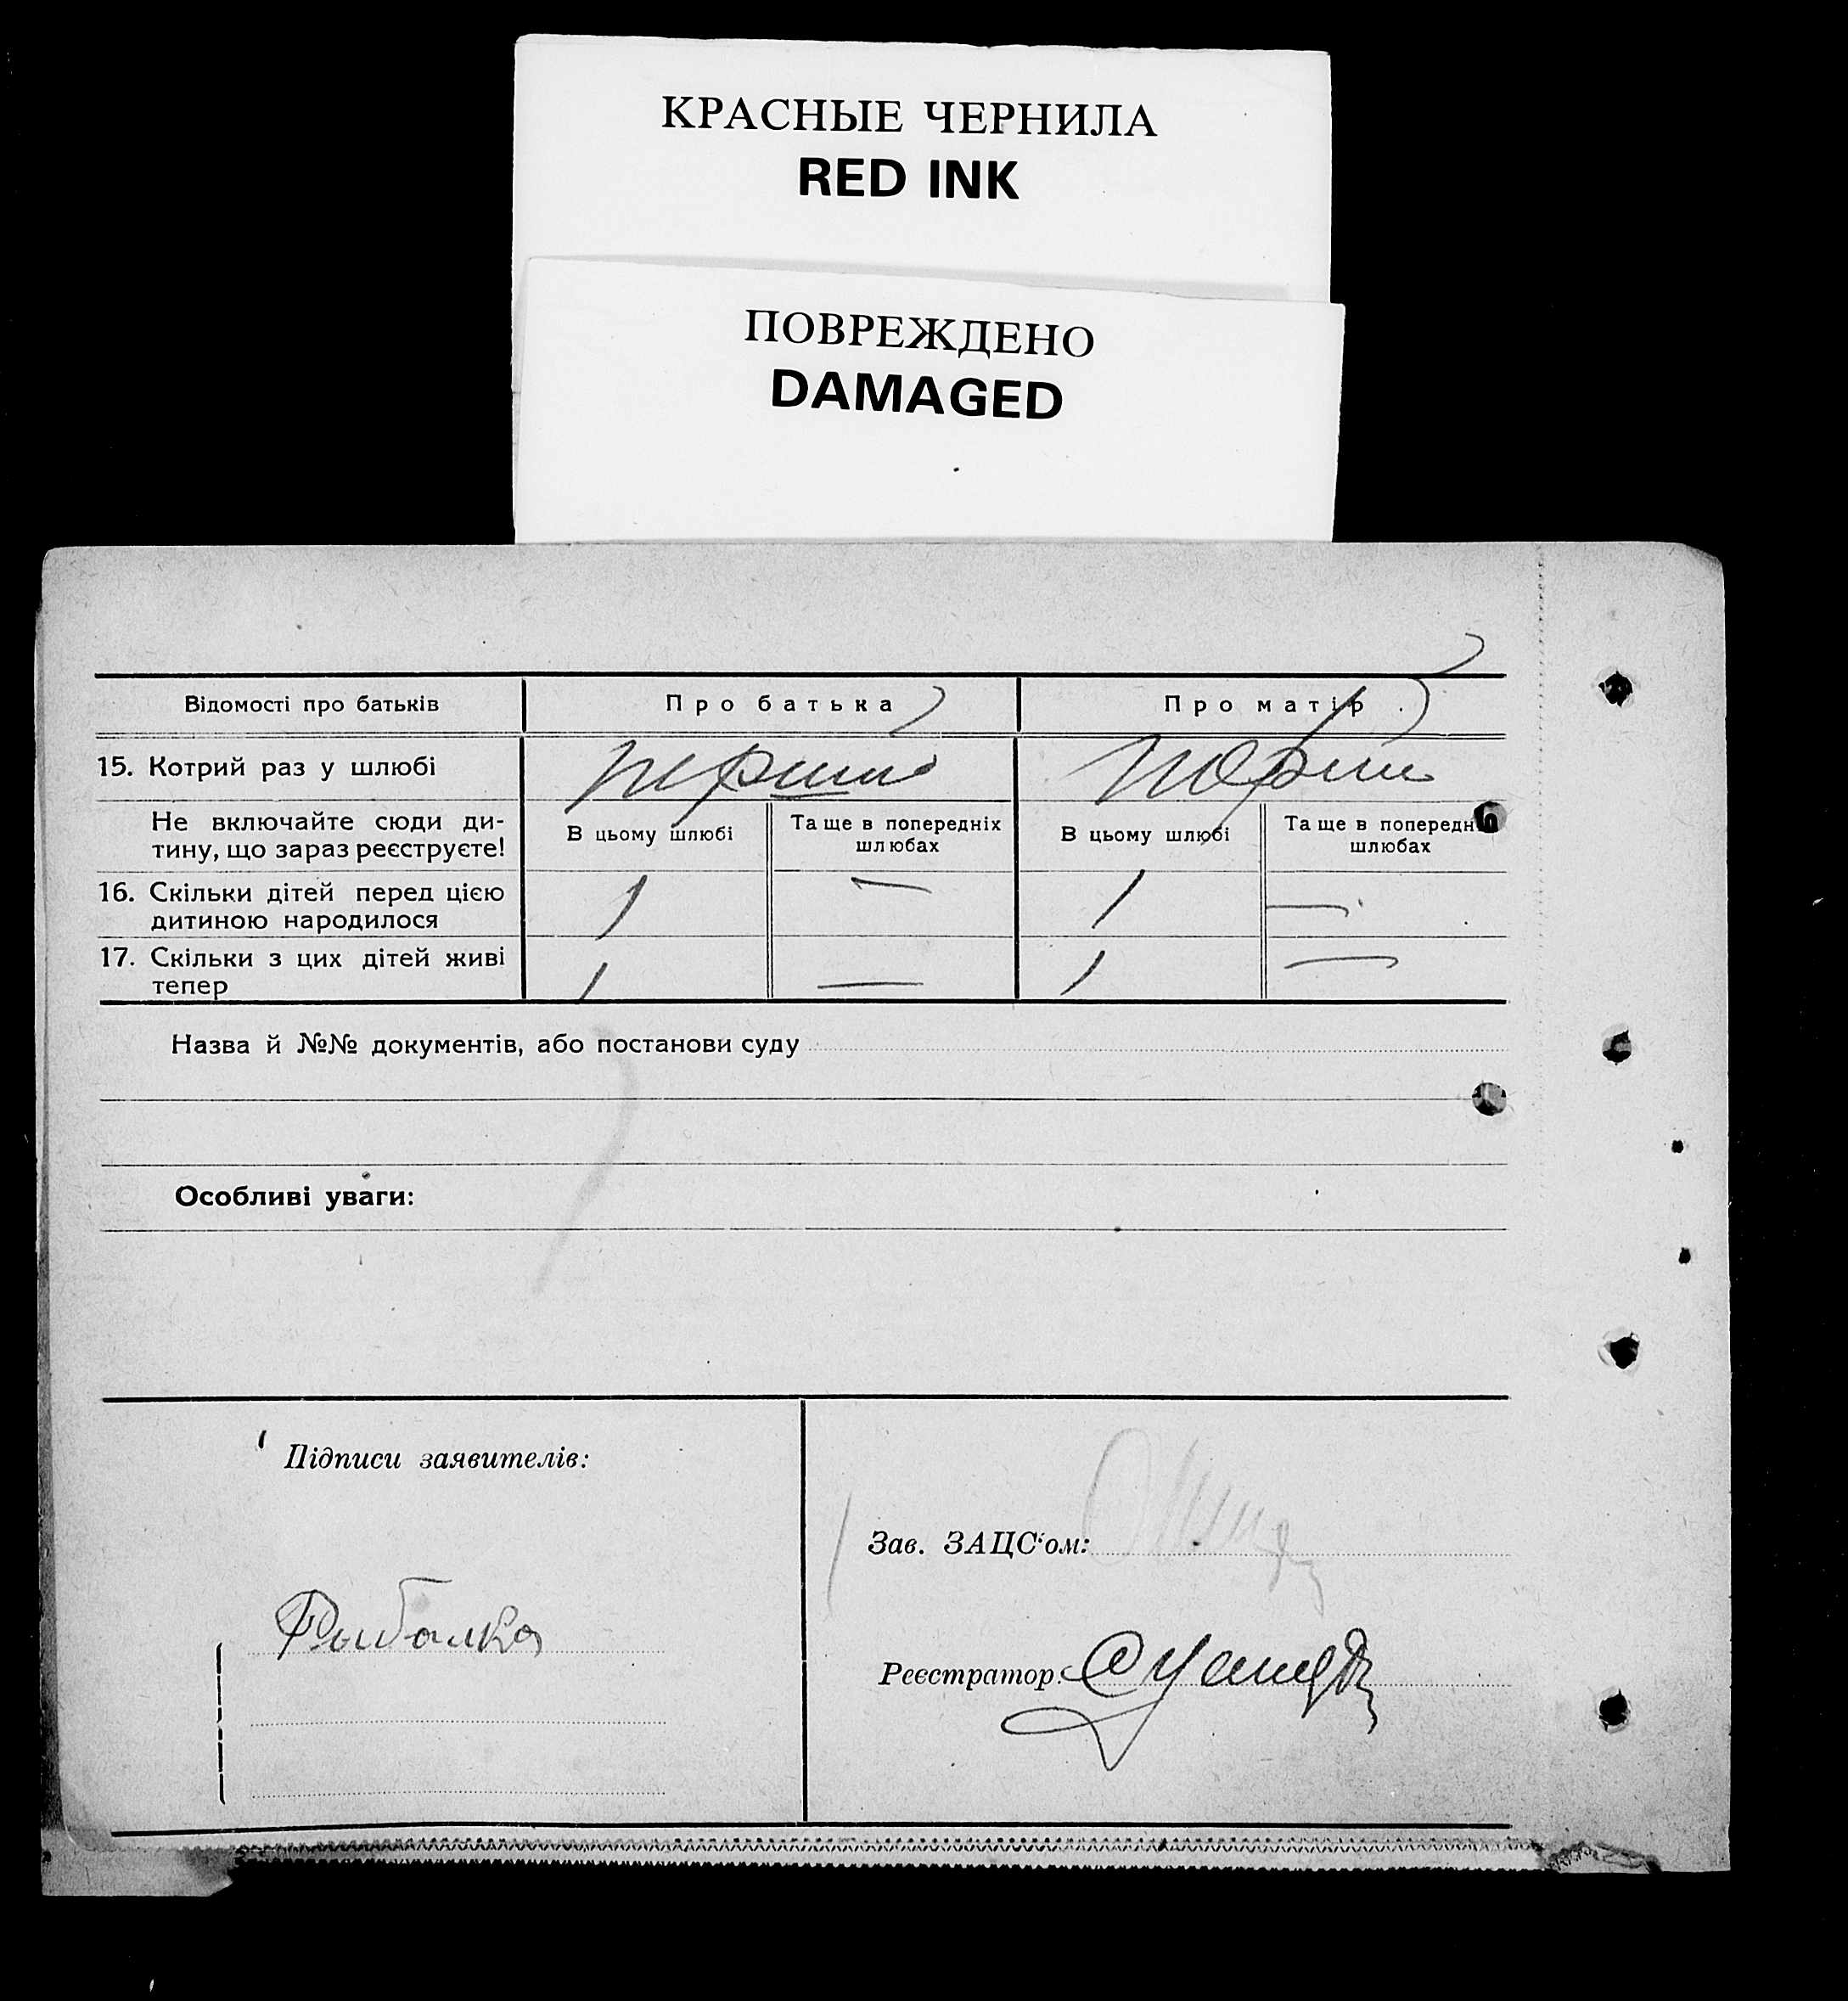 КРАСНЫЕ ЧЕРНИЛА
RED INK
ПОВРЕЖДЕНО
DAMAGED
Відомості про батьків Про батька Про матір
15. Котрий раз у шлюбі перший перший
Не включайте сюди ди-
тину, що зараз реєструєте!
В цьому шлюбі Та ще в попередніх шлюбах В цьому шлюбі Та ще в попередніх шлюбах
16. Скільки дітей перед цією
дитиною народилося 1 — 1 —
17. Скільки з цих дітей живі
тепер 1 — 1 —
Назва й №№ документів, або постанови суду
Особливі уваги:
Підписи заявителів:
Зав. ЗАЦС‘ом:
Рыбалка
Реєстратор: